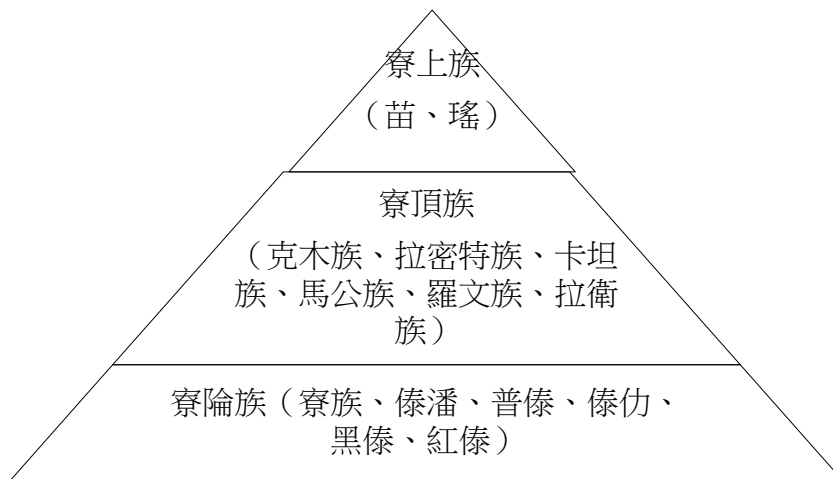 寮上族
（苗、瑤）
寮頂族
（克木族、拉密特族、卡坦
族、馬公族、羅文族、拉衛
族）
寮陯族（寮族、傣潘、普傣、傣仂、
黑傣、紅傣）